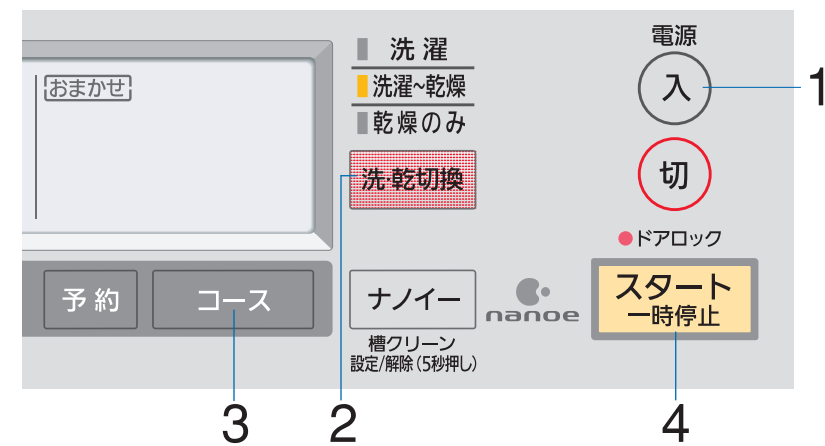 電源
入
1
洗濯
洗濯~乾燥
乾燥のみ
おまかせ
洗・乾切換
2
切
ドアロック
予約
コース
3
ナノイー
槽クリーン
設定/解除(5秒押し)
nanoe
スタート
一時停止
4